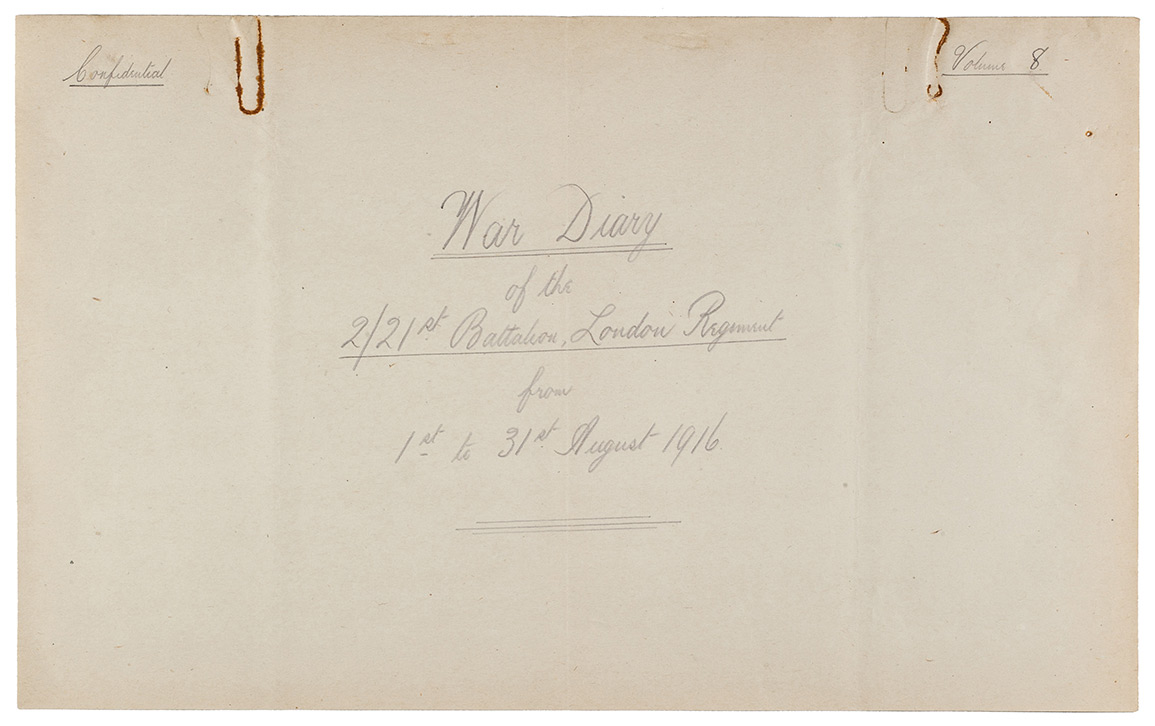 Confidential
Volume 8
War Diary
of the
2/21st Battalion, London Regiment
from
1st to 31st August 1916.